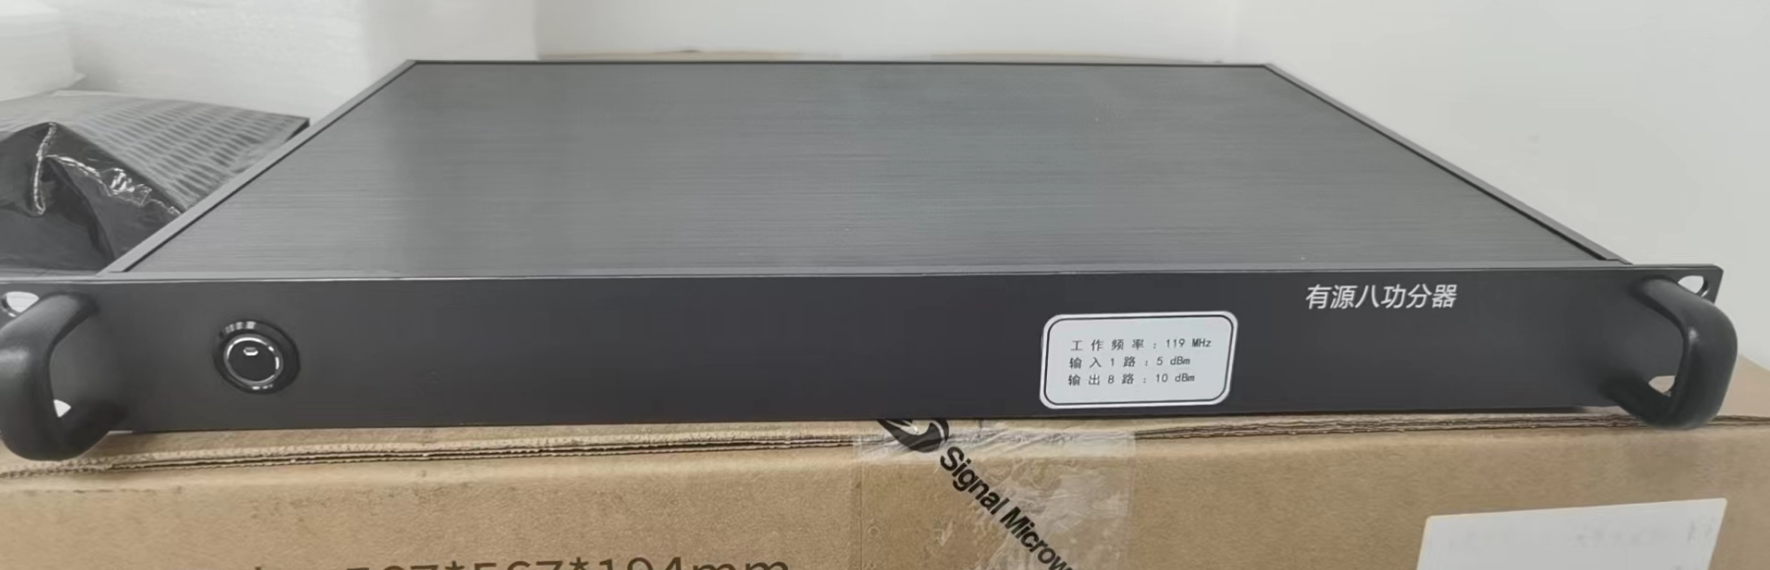 有源八功分器
工作频率：119 MHz
输入1路：5 dBm
输出8路：10 dBm
Signal Microw